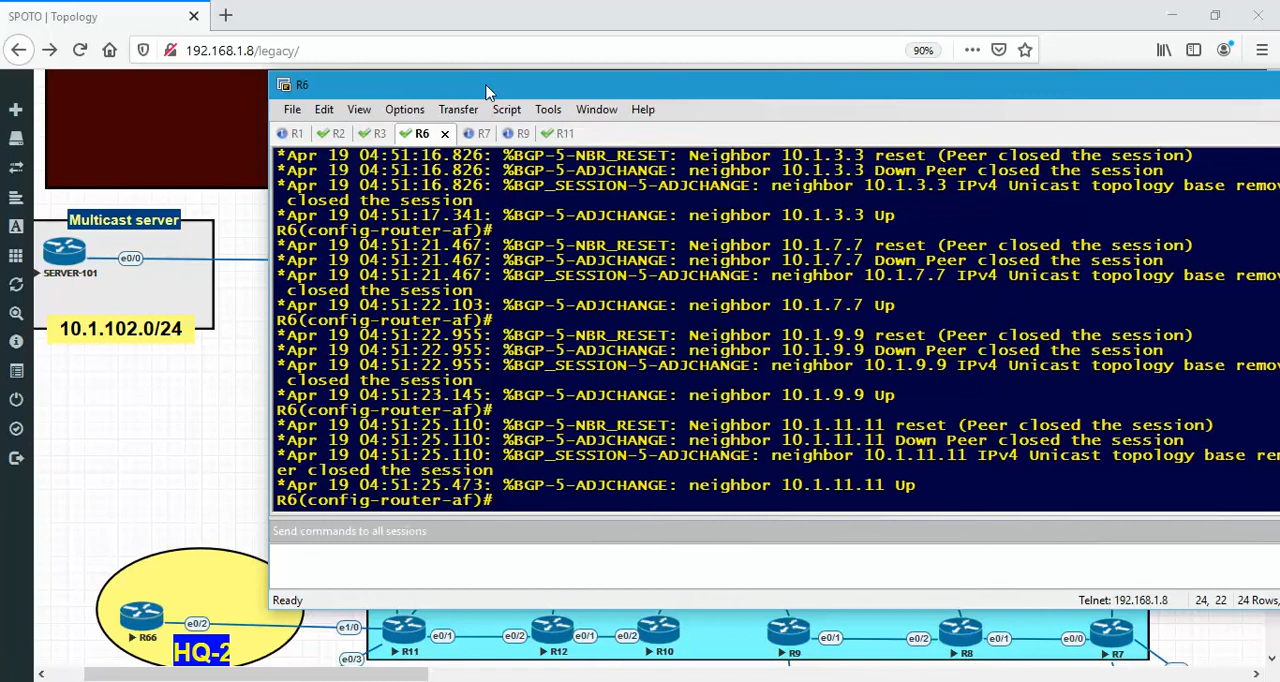 SPOTO | Topology
192.168.1.8/legacy/
90%
R6
File Edit View Options Transfer Script Tools Window Help
R1 R2 R3 R6 R7 R9 R11
*Apr 19 04:51:16.826: %BGP-5-NBR_RESET: Neighbor 10.1.3.3 reset (Peer closed the session)
*Apr 19 04:51:16.826: %BGP-5-ADJCHANGE: neighbor 10.1.3.3 Down Peer closed the session
*Apr 19 04:51:16.826: %BGP_SESSION-5-ADJCHANGE: neighbor 10.1.3.3 IPv4 Unicast topology base remo
closed the session
*Apr 19 04:51:17.341: %BGP-5-ADJCHANGE: neighbor 10.1.3.3 Up
R6(config-router-af)#
*Apr 19 04:51:21.467: %BGP-5-NBR_RESET: Neighbor 10.1.7.7 reset (Peer closed the session)
*Apr 19 04:51:21.467: %BGP-5-ADJCHANGE: neighbor 10.1.7.7 Down Peer closed the session
*Apr 19 04:51:21.467: %BGP_SESSION-5-ADJCHANGE: neighbor 10.1.7.7 IPv4 Unicast topology base remo
closed the session
*Apr 19 04:51:22.103: %BGP-5-ADJCHANGE: neighbor 10.1.7.7 Up
R6(config-router-af)#
*Apr 19 04:51:22.955: %BGP-5-NBR_RESET: Neighbor 10.1.9.9 reset (Peer closed the session)
*Apr 19 04:51:22.955: %BGP-5-ADJCHANGE: neighbor 10.1.9.9 Down Peer closed the session
*Apr 19 04:51:22.955: %BGP_SESSION-5-ADJCHANGE: neighbor 10.1.9.9 IPv4 Unicast topology base remo
closed the session
*Apr 19 04:51:23.145: %BGP-5-ADJCHANGE: neighbor 10.1.9.9 Up
R6(config-router-af)#
*Apr 19 04:51:25.110: %BGP-5-NBR_RESET: Neighbor 10.1.11.11 reset (Peer closed the session)
*Apr 19 04:51:25.110: %BGP-5-ADJCHANGE: neighbor 10.1.11.11 Down Peer closed the session
*Apr 19 04:51:25.110: %BGP_SESSION-5-ADJCHANGE: neighbor 10.1.11.11 IPv4 Unicast topology base re
er closed the session
*Apr 19 04:51:25.473: %BGP-5-ADJCHANGE: neighbor 10.1.11.11 Up
R6(config-router-af)#
Send commands to all sessions
Ready
Telnet: 192.168.1.8
24, 22 24 Rows,
Multicast server
e0/0
SERVER-101
10.1.102.0/24
R66
e0/2
HQ-2
e1/0
e0/3
R11
e0/1
e0/2
R12
e0/1
e0/2
R10
R9
e0/1
e0/2
R8
e0/1
e0/0
R7